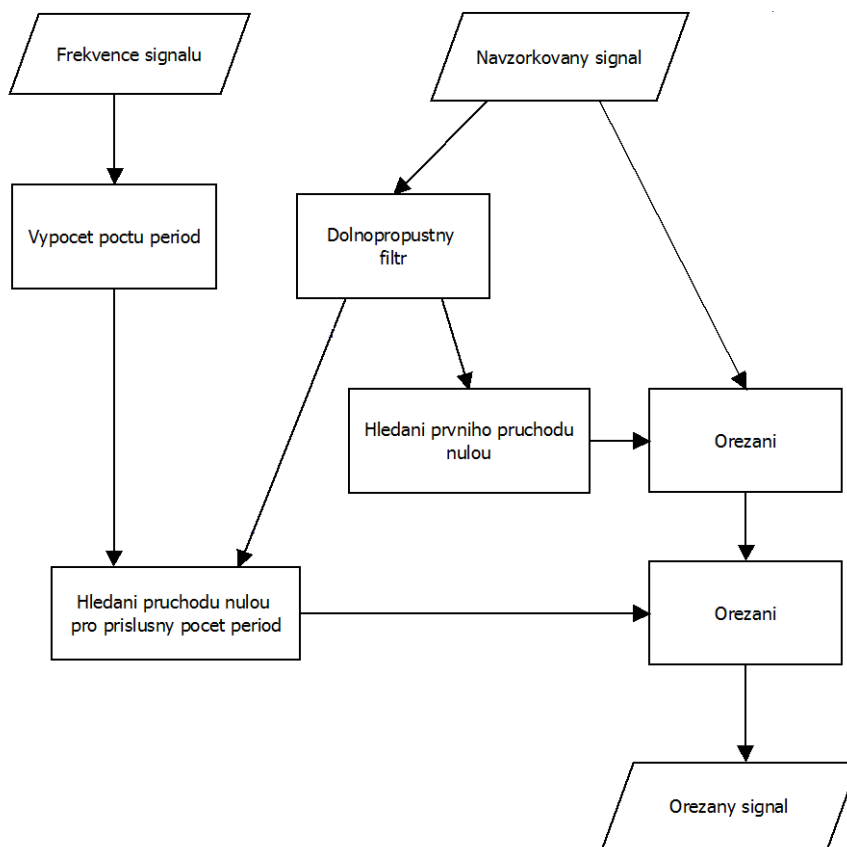 Frekvence signalu
Navzorkovany signal
Vypocet poctu period
Dolnopropustny
filtr
Hledani prvniho pruchodu
nulou
Orezani
Hledani pruchodu nulou
pro prislusny pocet period
Orezani
Orezany signal